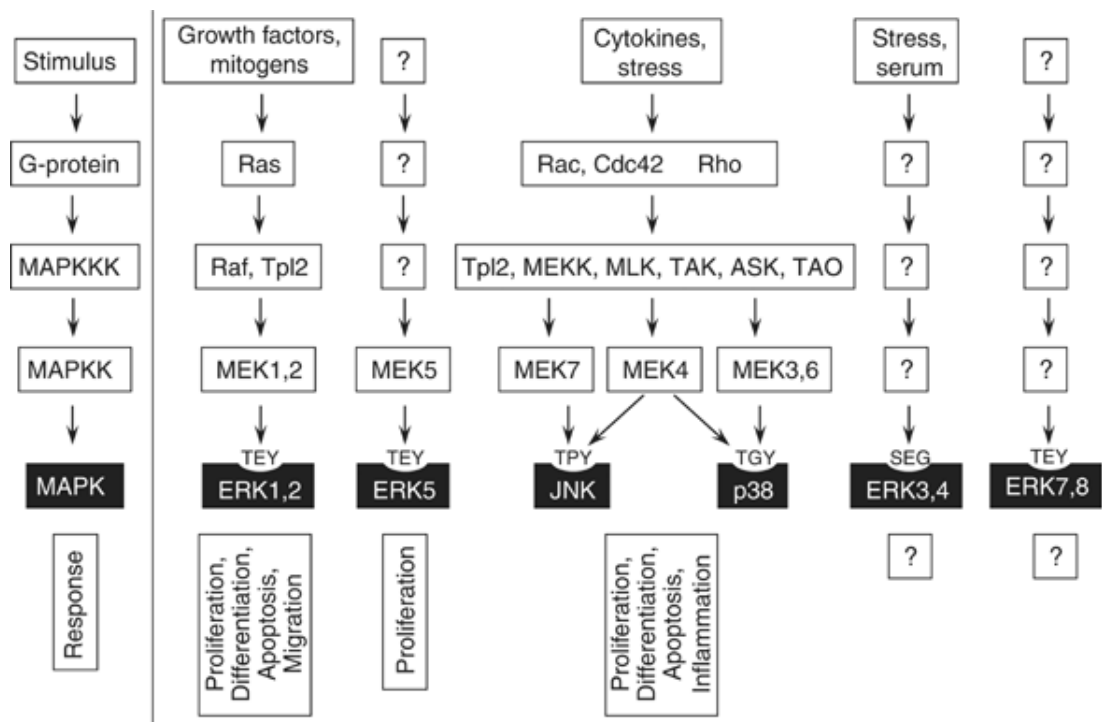 Stimulus
Growth factors,
mitogens
?
Cytokines,
stress
Stress,
serum
?
G-protein
Ras
?
Rac, Cdc42 Rho
?
?
MAPKKK
Raf, Tpl2
?
Tpl2, MEKK, MLK, TAK, ASK, TAO
?
?
MAPKK
MEK1,2
MEK5
MEK7
MEK4
MEK3,6
?
?
MAPK
TEY
ERK1,2
TEY
ERK5
TPY
JNK
TGY
p38
SEG
ERK3,4
TEY
ERK7,8
Response
Proliferation,
Differentiation,
Apoptosis,
Migration
Proliferation
Proliferation,
Differentiation,
Apoptosis,
Inflammation
?
?